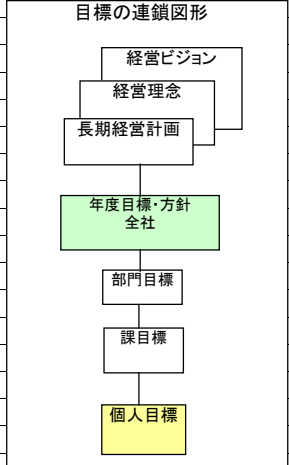 目標の連鎖図形
経営ビジョン
経営理念
長期経営計画
年度目標・方針
全社
部門目標
課目標
個人目標